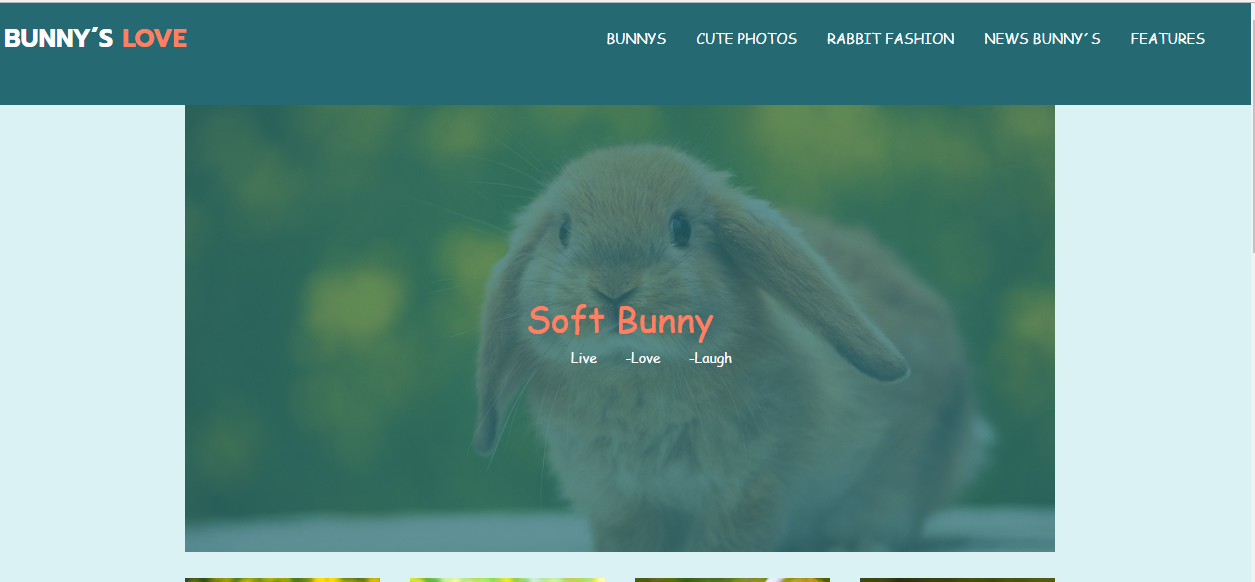 BUNNY´S LOVE
BUNNYS CUTE PHOTOS RABBIT FASHION NEWS BUNNY´S FEATURES
Soft Bunny
Live -Love -Laugh